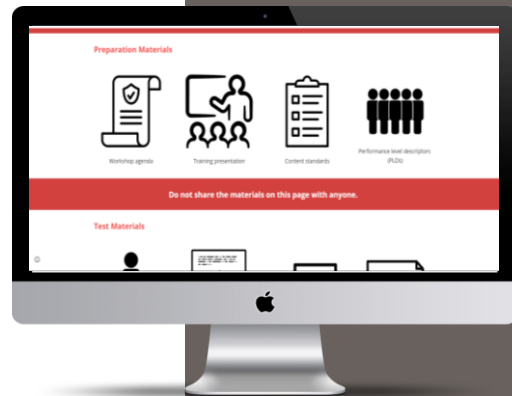 Preparation Materials
Workshop agenda
Training presentation
Content standards
Performance level descriptors
(PLDs)
Do not share the materials on this page with anyone.
Test Materials